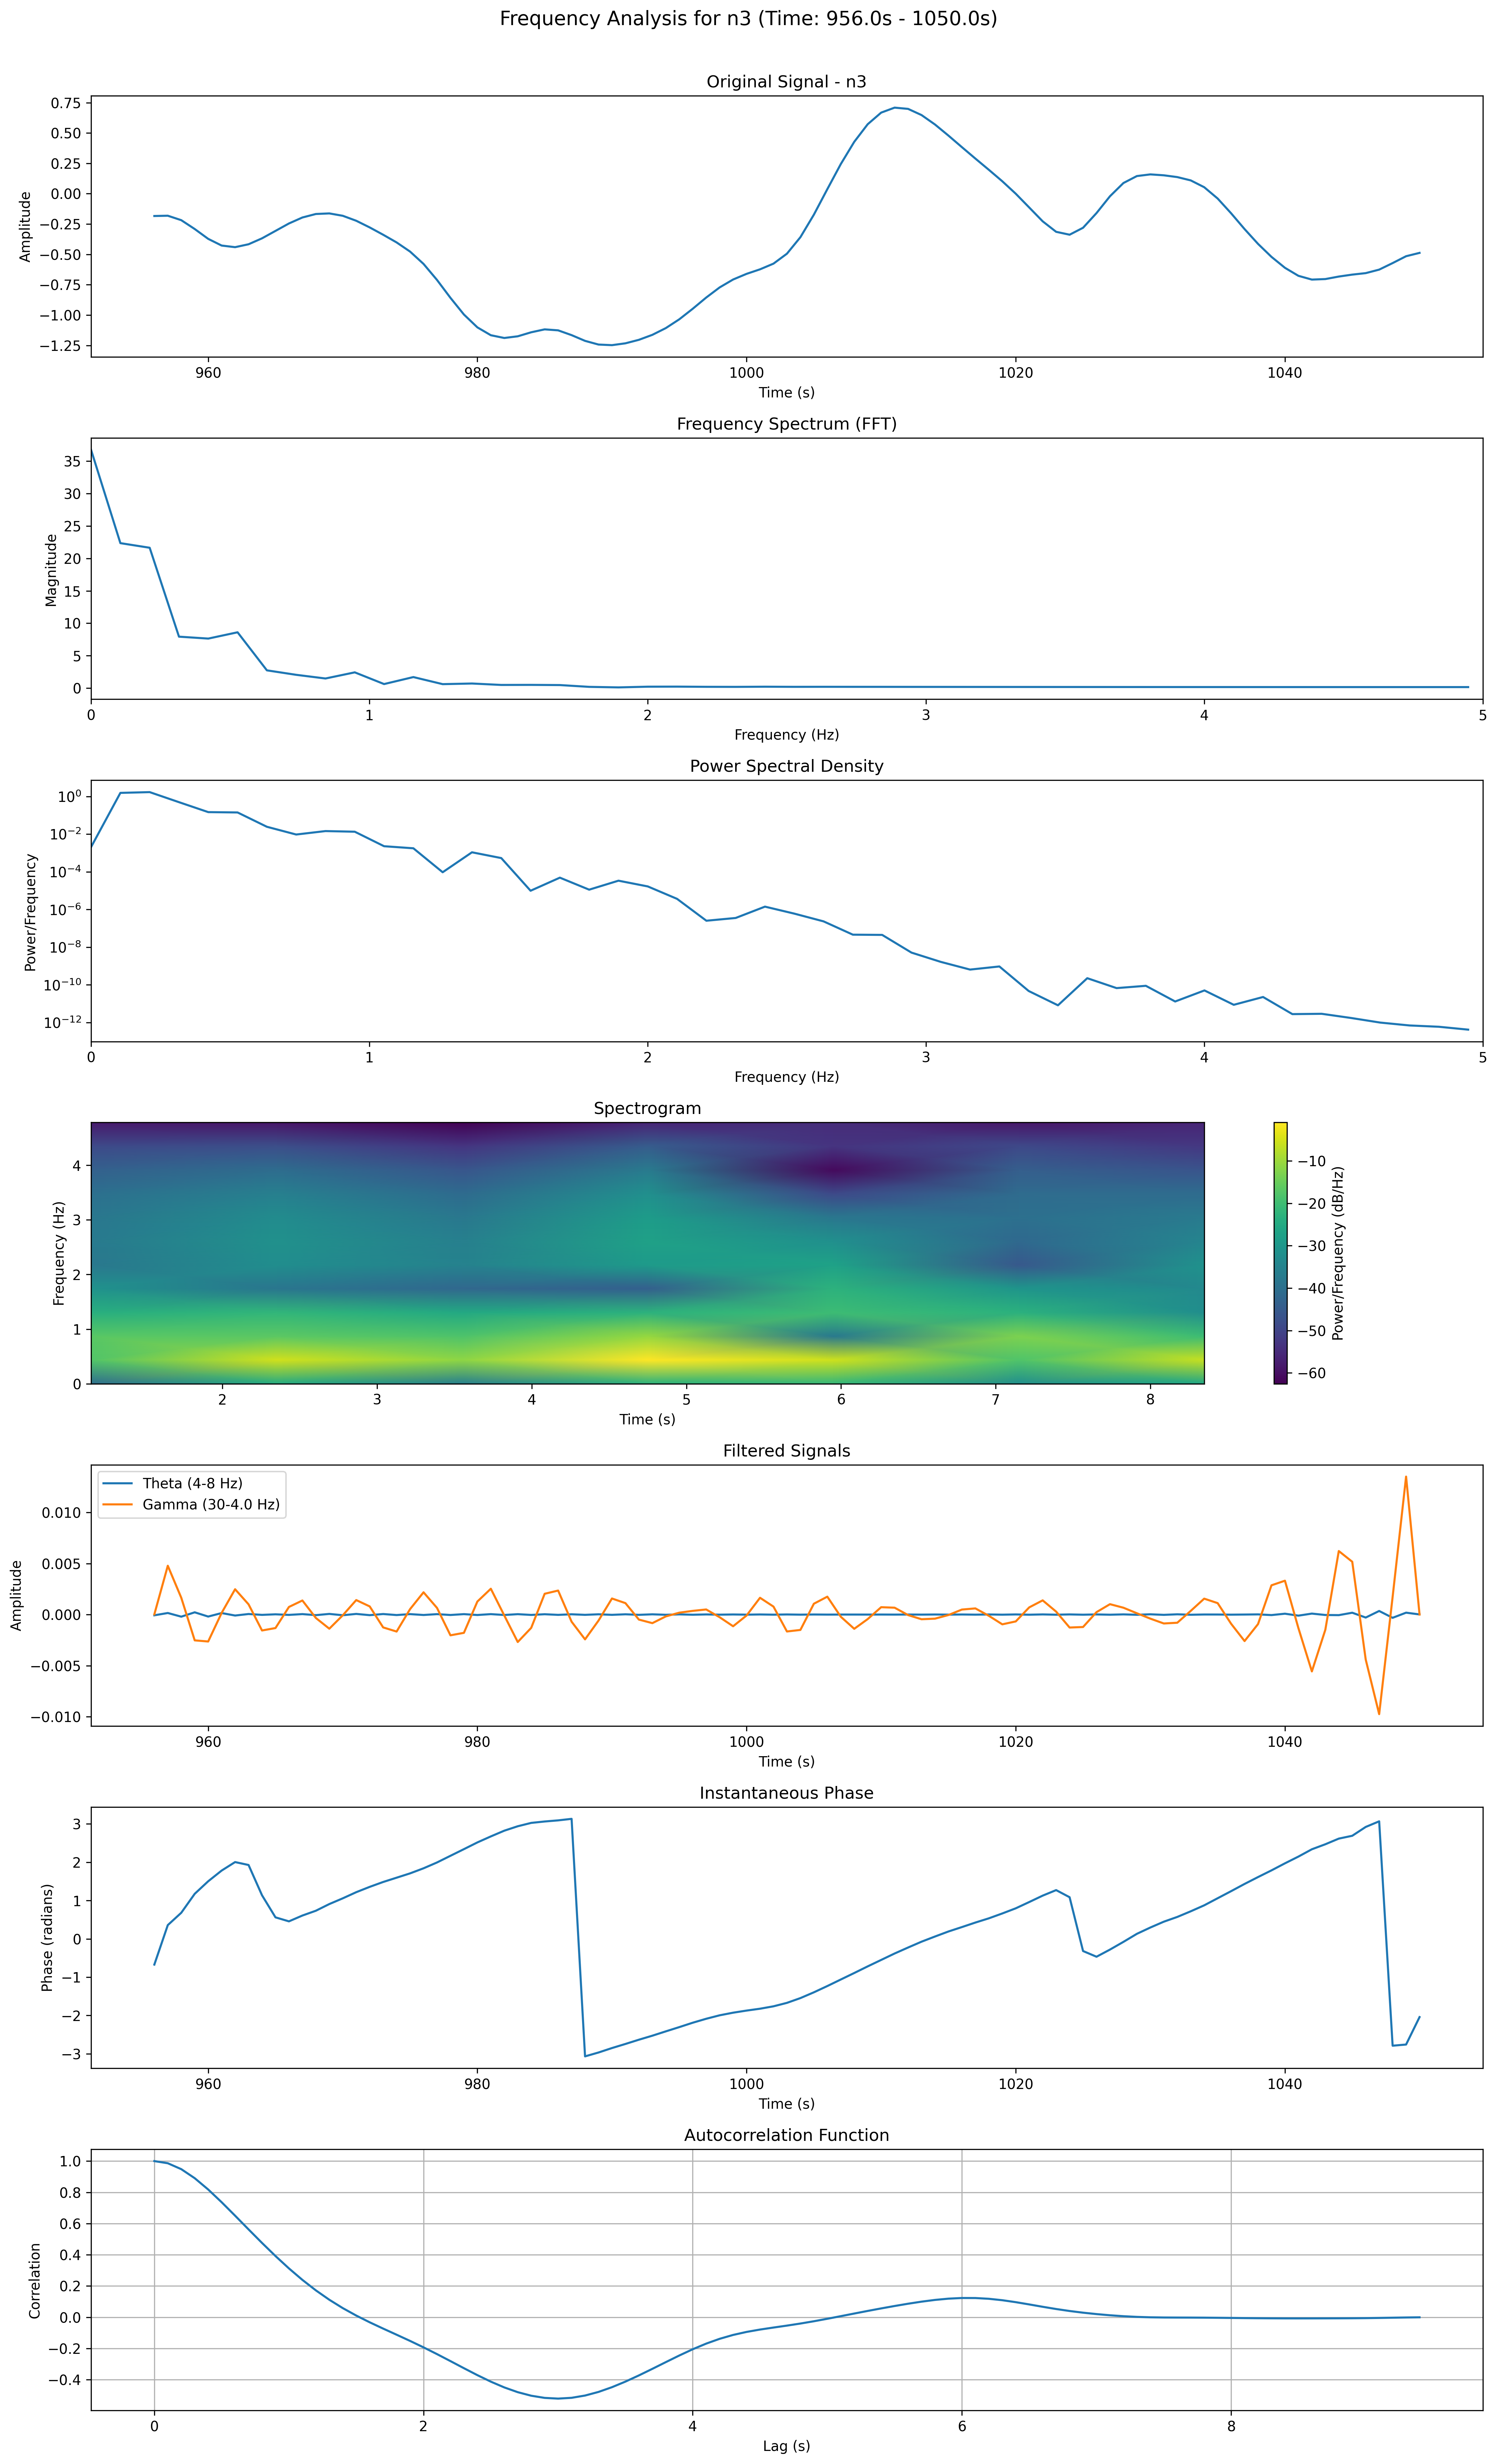 Frequency Analysis for n3 (Time: 956.0s - 1050.0s)
Original Signal - n3
0.75
0.50
0.25
0.00
−0.25
−0.50
−0.75
−1.00
−1.25
Amplitude
960 980 1000 1020 1040
Time (s)
Frequency Spectrum (FFT)
35
30
25
20
15
10
5
0
Magnitude
0 1 2 3 4 5
Frequency (Hz)
Power Spectral Density
10⁰
10⁻²
10⁻⁴
10⁻⁶
10⁻⁸
10⁻¹⁰
10⁻¹²
Power/Frequency
0 1 2 3 4 5
Frequency (Hz)
Spectrogram
4
3
2
1
0
Frequency (Hz)
2 3 4 5 6 7 8
Time (s)
−10
−20
−30
−40
−50
−60
Power/Frequency (dB/Hz)
Filtered Signals
Theta (4-8 Hz)
Gamma (30-4.0 Hz)
0.010
0.005
0.000
−0.005
−0.010
Amplitude
960 980 1000 1020 1040
Time (s)
Instantaneous Phase
3
2
1
0
−1
−2
−3
Phase (radians)
960 980 1000 1020 1040
Time (s)
Autocorrelation Function
1.0
0.8
0.6
0.4
0.2
0.0
−0.2
−0.4
Correlation
0 2 4 6 8
Lag (s)